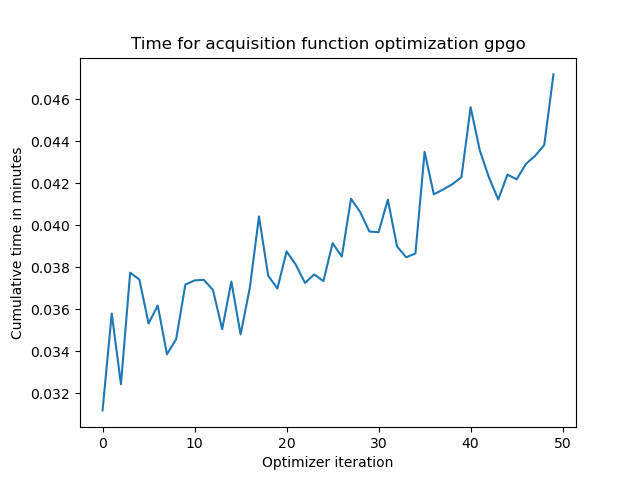 Time for acquisition function optimization gpgo
Cumulative time in minutes
0.046
0.044
0.042
0.040
0.038
0.036
0.034
0.032
0 10 20 30 40 50
Optimizer iteration